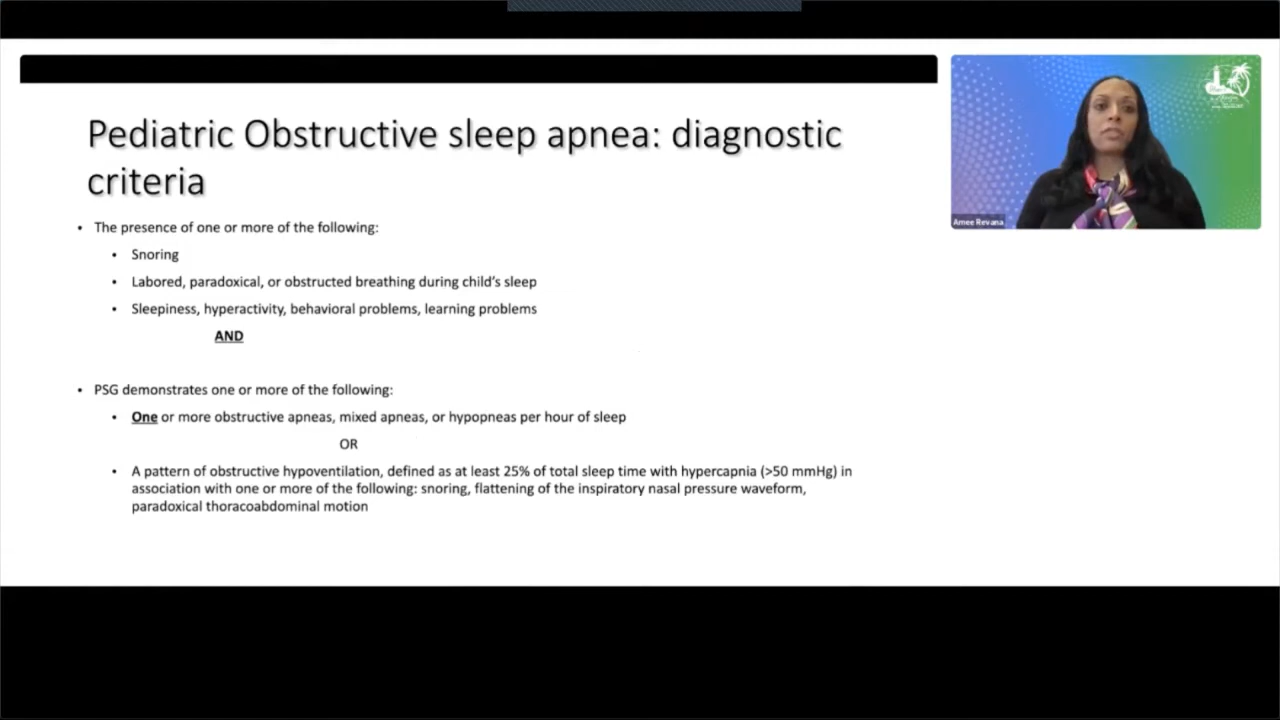 Pediatric Obstructive sleep apnea: diagnostic
criteria
• The presence of one or more of the following:
• Snoring
• Labored, paradoxical, or obstructed breathing during child's sleep
• Sleepiness, hyperactivity, behavioral problems, learning problems
AND
• PSG demonstrates one or more of the following:
• One or more obstructive apneas, mixed apneas, or hypopneas per hour of sleep
OR
• A pattern of obstructive hypoventilation, defined as at least 25% of total sleep time with hypercapnia (>50 mmHg) in
association with one or more of the following: snoring, flattening of the inspiratory nasal pressure waveform,
paradoxical thoracoabdominal motion
Amee Revana